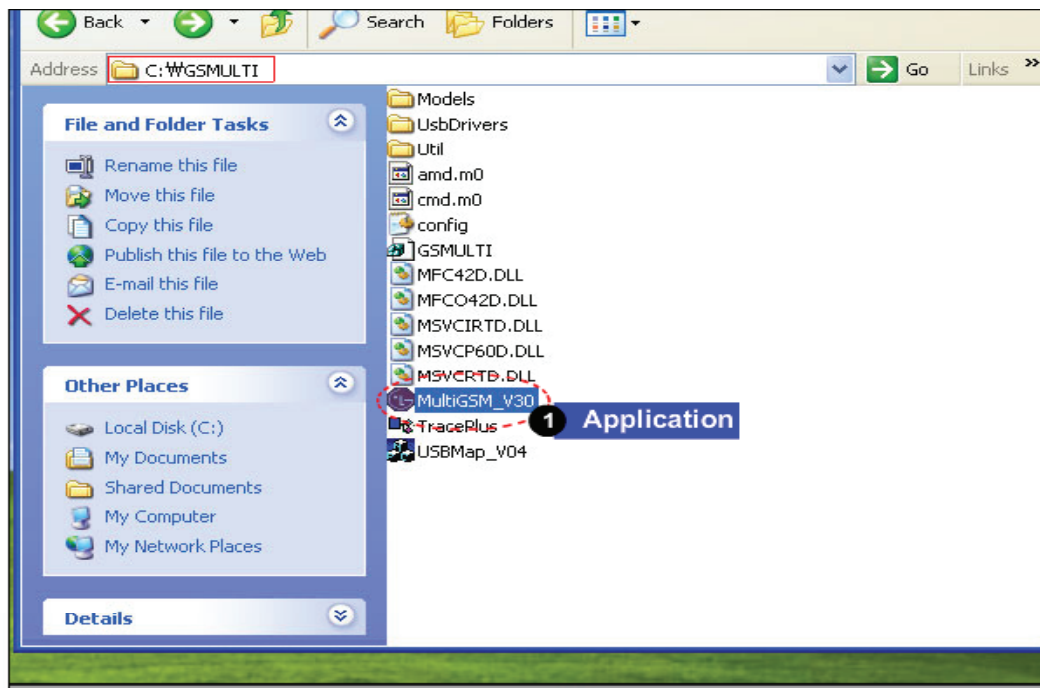 Back Search Folders
Address C:₩GSMULTI Go Links »
File and Folder Tasks
Rename this file
Move this file
Copy this file
Publish this file to the Web
E-mail this file
Delete this file
Other Places
Local Disk (C:)
My Documents
Shared Documents
My Computer
My Network Places
Details
Models
UsbDrivers
Util
amd.m0
cmd.m0
config
GSMULTI
MFC42D.DLL
MFCO42D.DLL
MSVCIRTD.DLL
MSVCP60D.DLL
MSVCRTD.DLL
MultiGSM_V30
1 Application
TracePlus
USBMap_V04